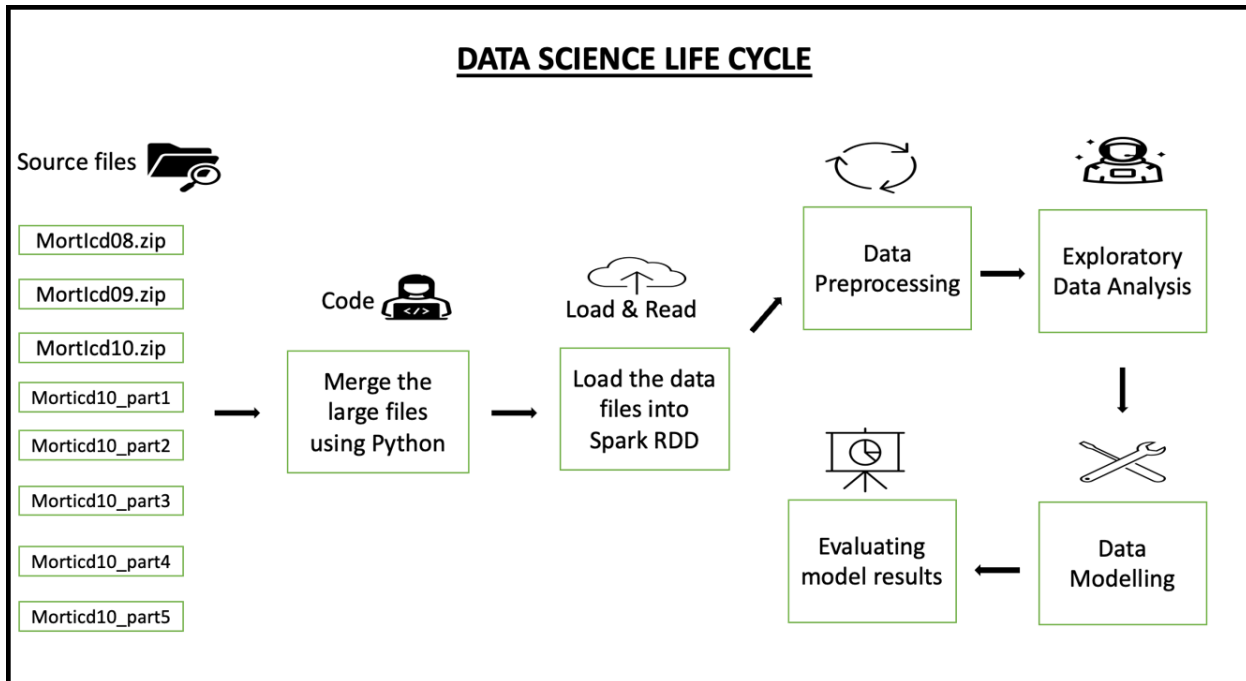 DATA SCIENCE LIFE CYCLE
Source files
MortIcd08.zip
MortIcd09.zip
MortIcd10.zip
Morticd10_part1
Morticd10_part2
Morticd10_part3
Morticd10_part4
Morticd10_part5
Code
</>
Merge the
large files
using Python
Load & Read
Load the data
files into
Spark RDD
Data
Preprocessing
Exploratory
Data Analysis
Data
Modelling
Evaluating
model results